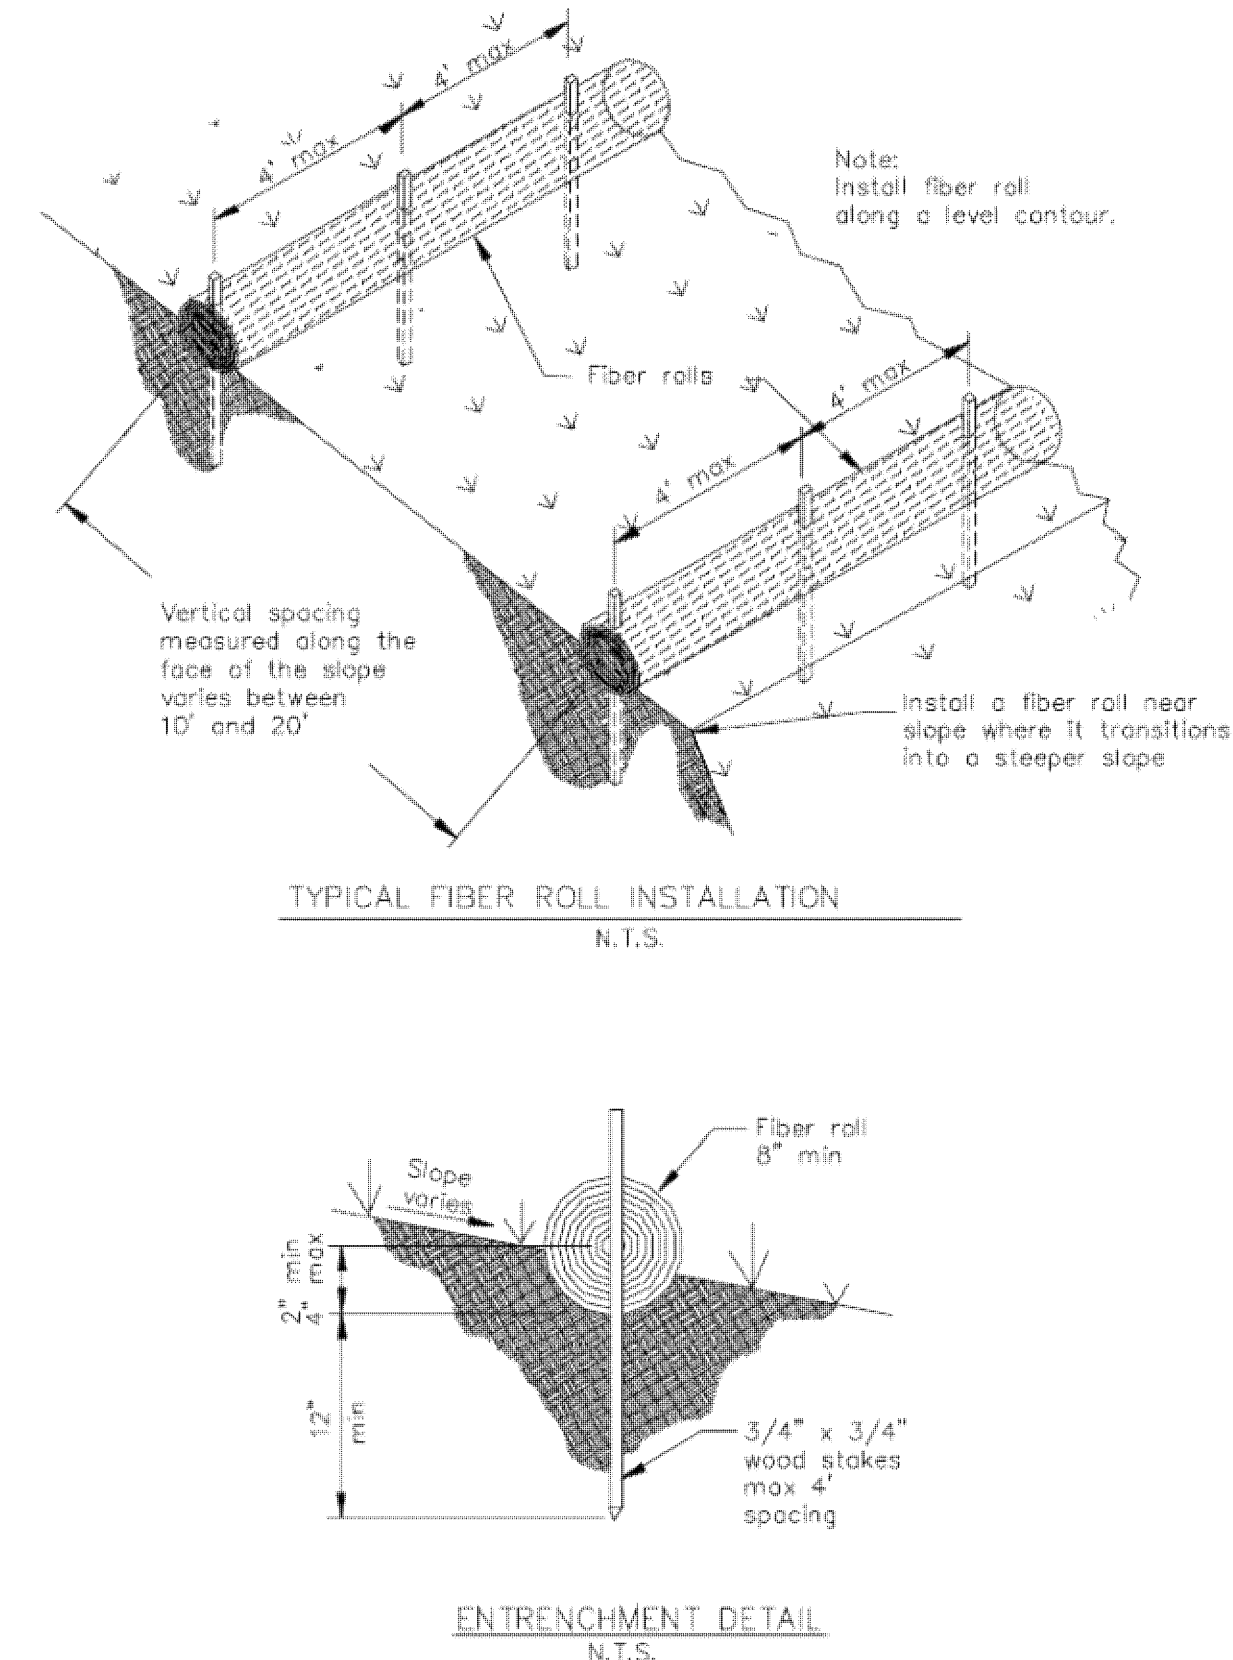 4' max
4' max
Note:
Install fiber roll
along a level contour.
Fiber rolls
4' max
4' max
Vertical spacing
measured along the
face of the slope
varies between
10' and 20'
Install a fiber roll near
slope where it transitions
into a steeper slope
TYPICAL FIBER ROLL INSTALLATION
N.T.S.
Fiber roll
8" min
Slope
varies
2" min
4" max
12"
min
3/4" x 3/4"
wood stakes
max 4'
spacing
ENTRENCHMENT DETAIL
N.T.S.